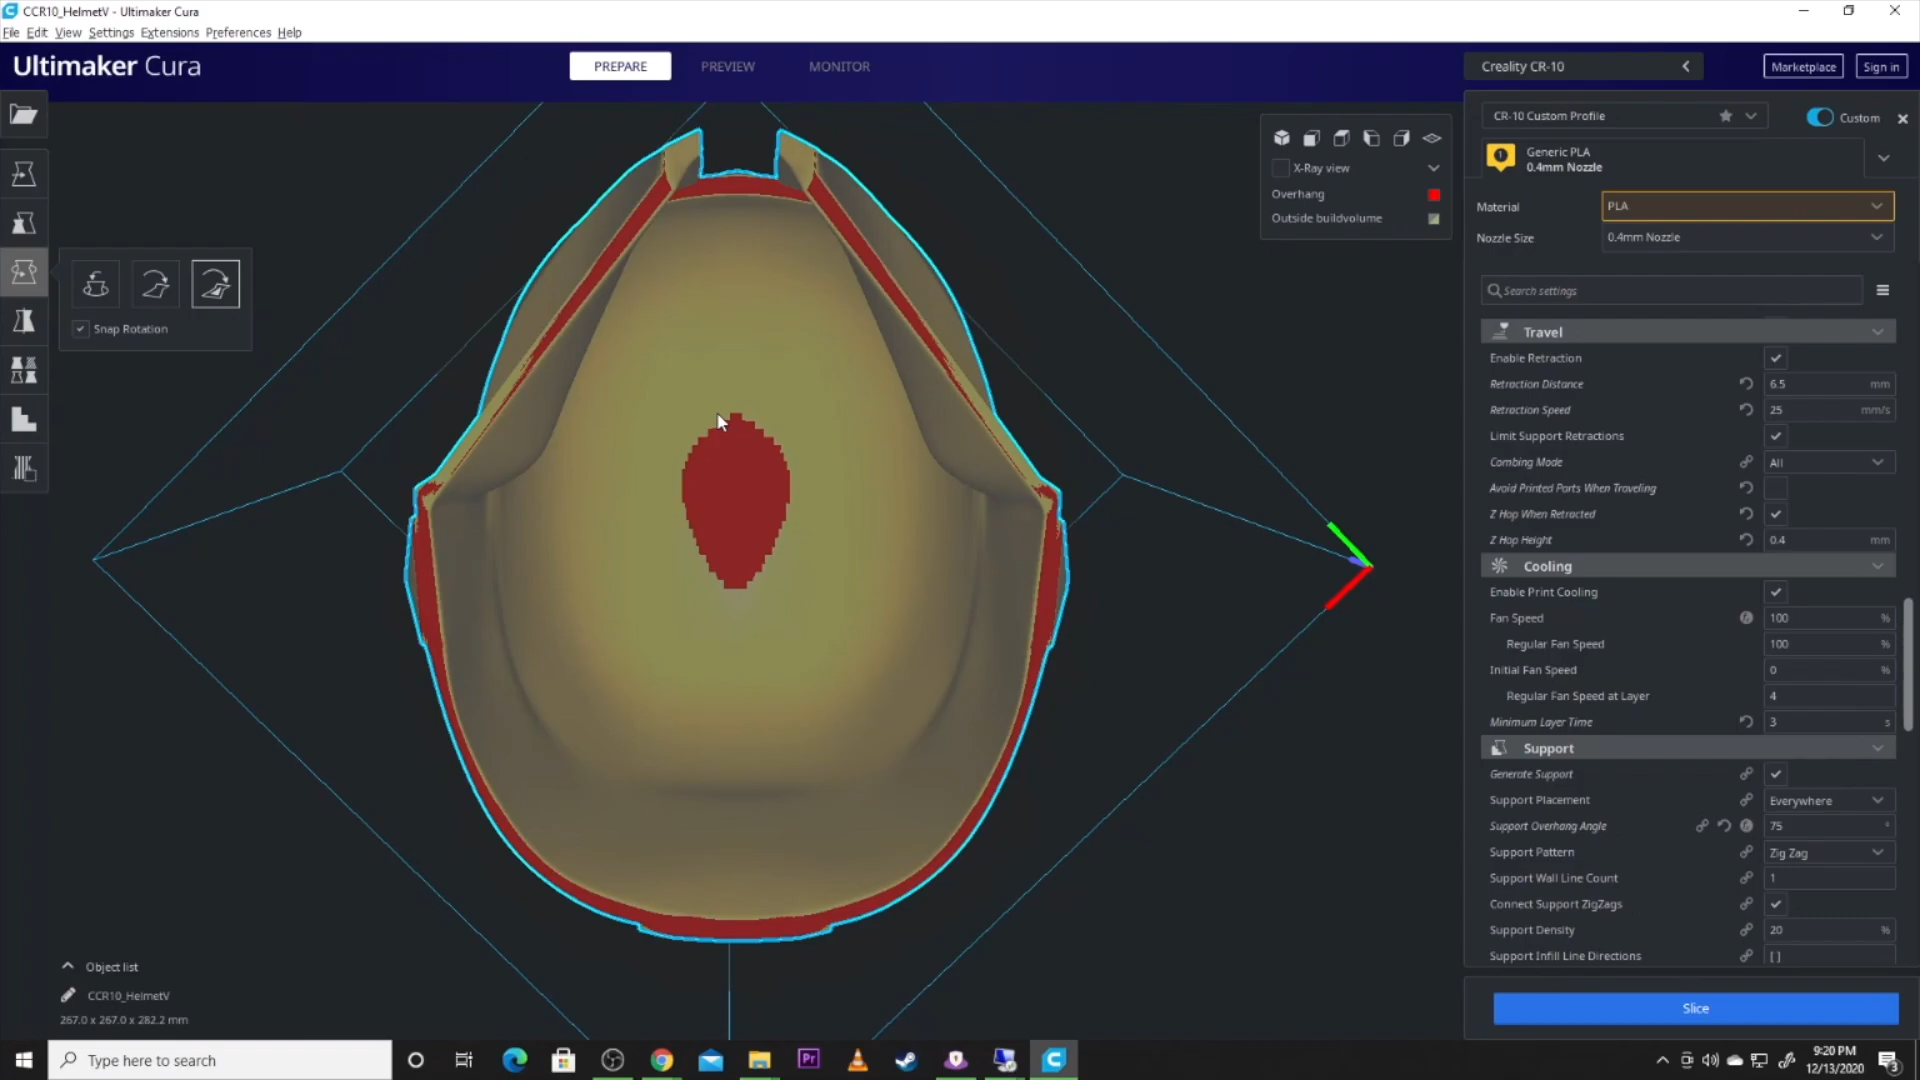 CCR10_HelmetV - Ultimaker Cura
File Edit View Settings Extensions Preferences Help
Ultimaker Cura
PREPARE
PREVIEW
MONITOR
Creality CR-10
Marketplace
Sign in
CR-10 Custom Profile
Custom
1
Generic PLA
0.4mm Nozzle
Material
PLA
Nozzle Size
0.4mm Nozzle
Search settings
X-Ray view
Overhang
Outside buildvolume
Snap Rotation
Travel
Enable Retraction
Retraction Distance 6.5 mm
Retraction Speed 25 mm/s
Limit Support Retractions
Combing Mode All
Avoid Printed Parts When Traveling
Z Hop When Retracted
Z Hop Height 0.4 mm
Cooling
Enable Print Cooling
Fan Speed 100 %
Regular Fan Speed 100 %
Initial Fan Speed 0 %
Regular Fan Speed at Layer 4
Minimum Layer Time 3 s
Support
Generate Support
Support Placement Everywhere
Support Overhang Angle 75 °
Support Pattern Zig Zag
Support Wall Line Count 1
Connect Support ZigZags
Support Density 20 %
Support Infill Line Directions [ ]
Slice
Object list
CCR10_HelmetV
267.0 x 267.0 x 282.2 mm
Type here to search
Pr
9:20 PM
12/13/2020
3